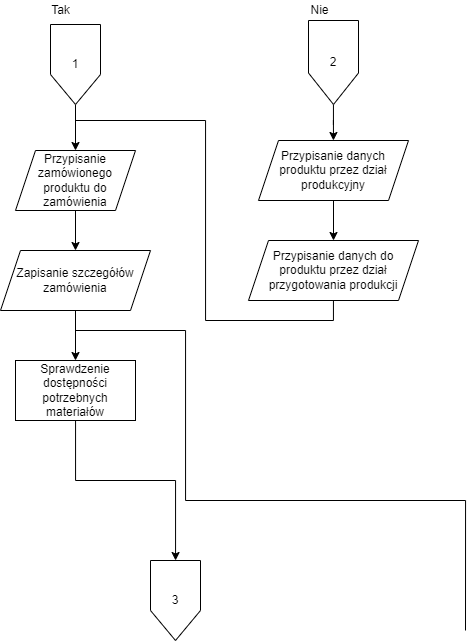 Tak
Nie
1
2
Przypisanie
zamówionego
produktu do
zamówienia
Przypisanie danych
produktu przez dział
produkcyjny
Zapisanie szczegółów
zamówienia
Przypisanie danych do
produktu przez dział
przygotowania produkcji
Sprawdzenie
dostępności
potrzebnych
materiałów
3